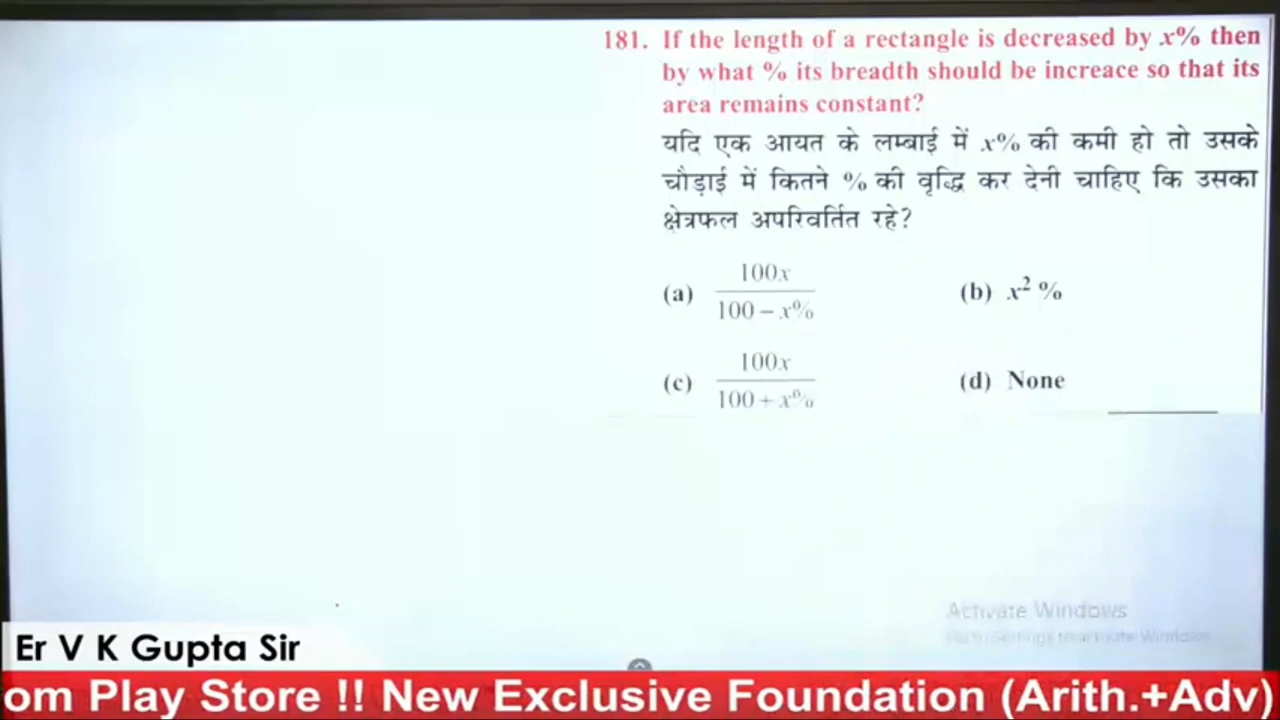 181. If the length of a rectangle is decreased by x% then
by what % its breadth should be increace so that its
area remains constant?
यदि एक आयत के लम्बाई में x% की कमी हो तो उसके
चौड़ाई में कितने % की वृद्धि कर देनी चाहिए कि उसका
क्षेत्रफल अपरिवर्तित रहे?
(a) 100x / 100 – x% (b) x² %
(c) 100x / 100 + x% (d) None
Activate Windows
Er V K Gupta Sir
om Play Store !! New Exclusive Foundation (Arith.+Adv)